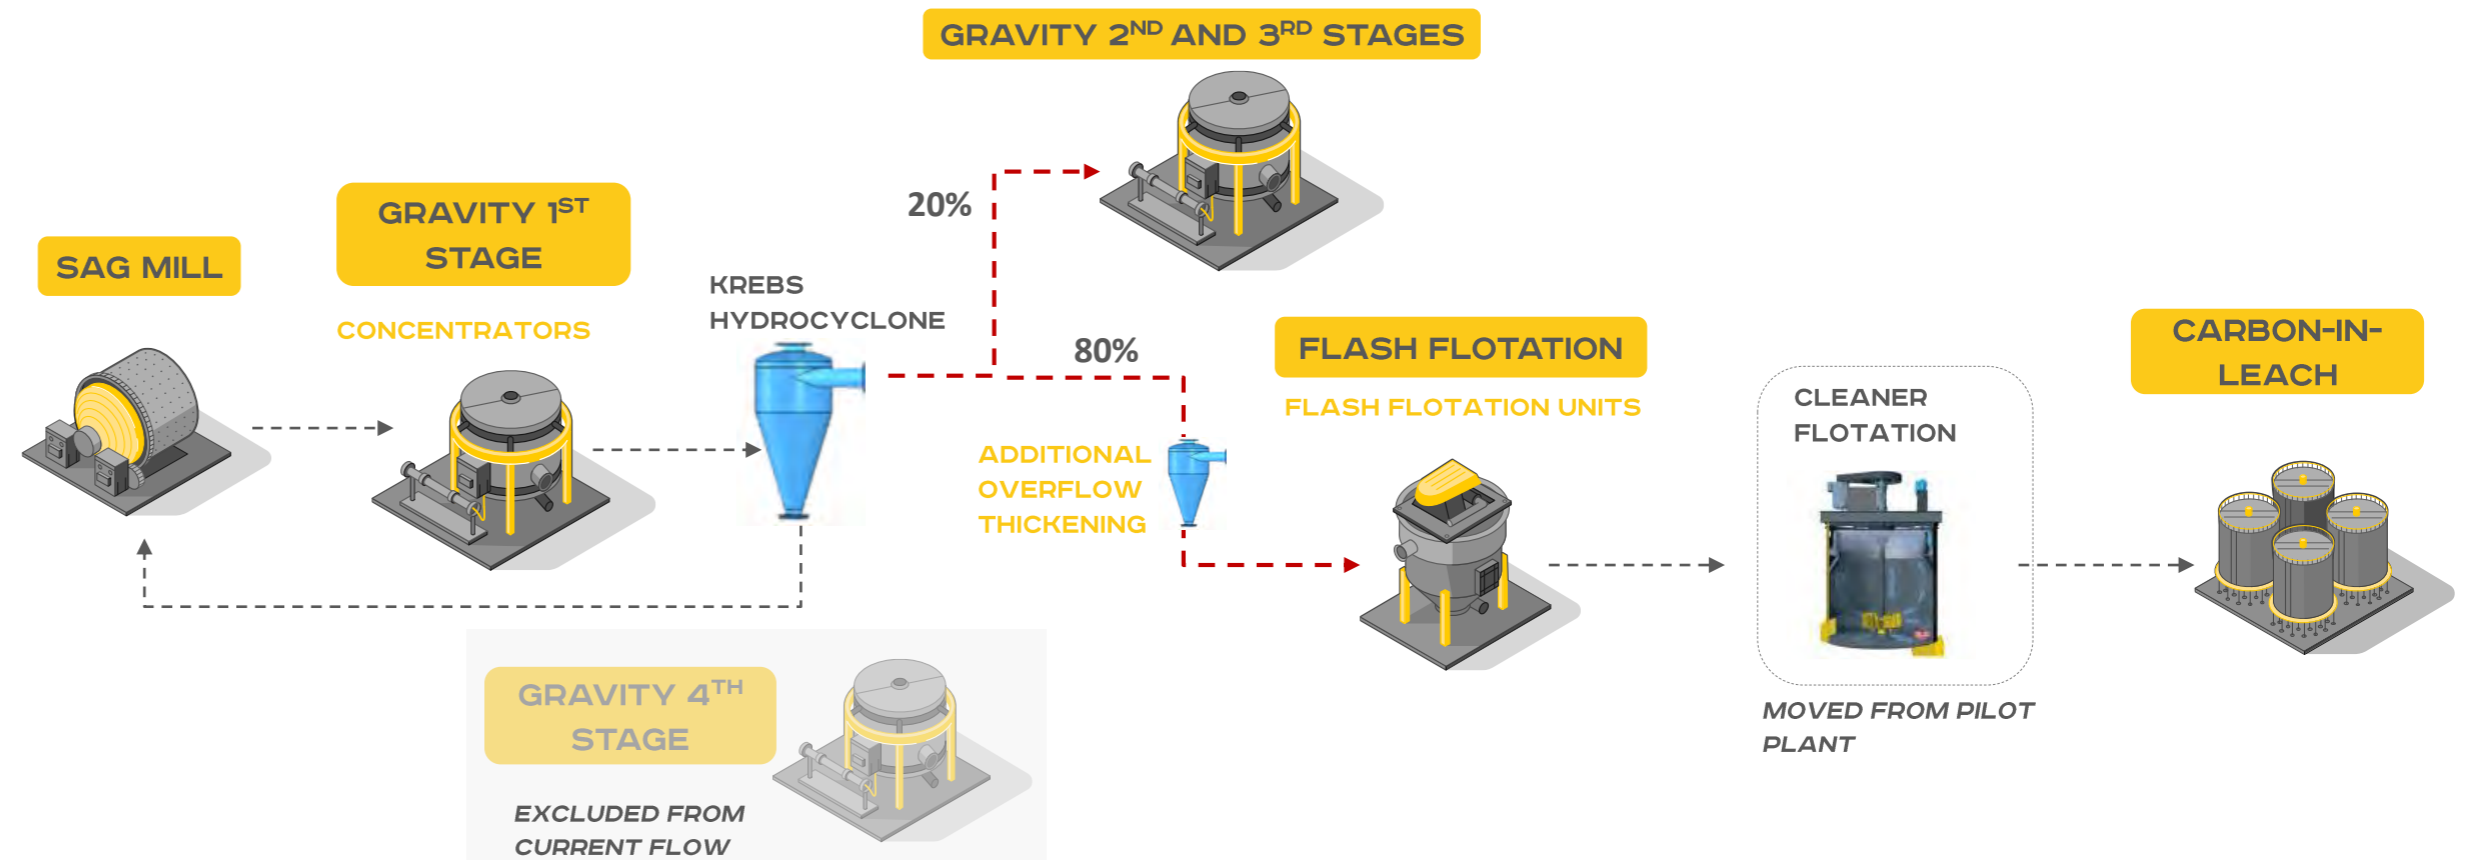 GRAVITY 2ND AND 3RD STAGES
20%
GRAVITY 1ST
STAGE
SAG MILL
CONCENTRATORS
KREBS
HYDROCYCLONE
80%
FLASH FLOTATION
FLASH FLOTATION UNITS
CARBON-IN-
LEACH
CLEANER
FLOTATION
ADDITIONAL
OVERFLOW
THICKENING
GRAVITY 4TH
STAGE
EXCLUDED FROM
CURRENT FLOW
MOVED FROM PILOT
PLANT